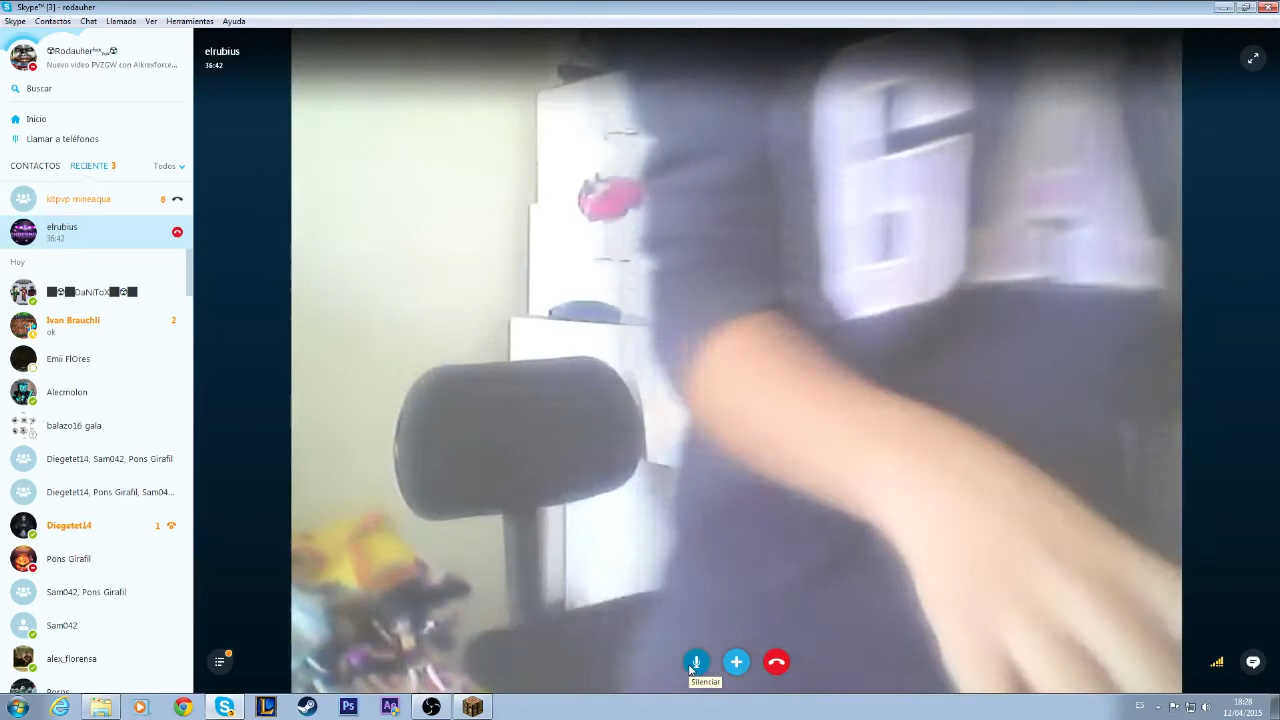 Skype™ [3] - rodauher
Skype Contactos Chat Llamada Ver Herramientas Ayuda
Nuevo video PVZGW con Alkrexforce...
Buscar
Inicio
Llamar a teléfonos
CONTACTOS RECIENTE 3 Todos
kitpvp mineaqua 6
elrubius
36:42
Hoy
DaNiToX
Ivan Brauchli 2
ok
Emii FlOres
Alecmolon
balazo16 gala
Diegetet14, Sam042, Pons Girafil
Diegetet14, Pons Girafil, Sam04...
Diegetet14 1
Pons Girafil
Sam042, Pons Girafil
Sam042
alex_florensa
elrubius
36:42
Silenciar
ES
18:28
12/04/2015